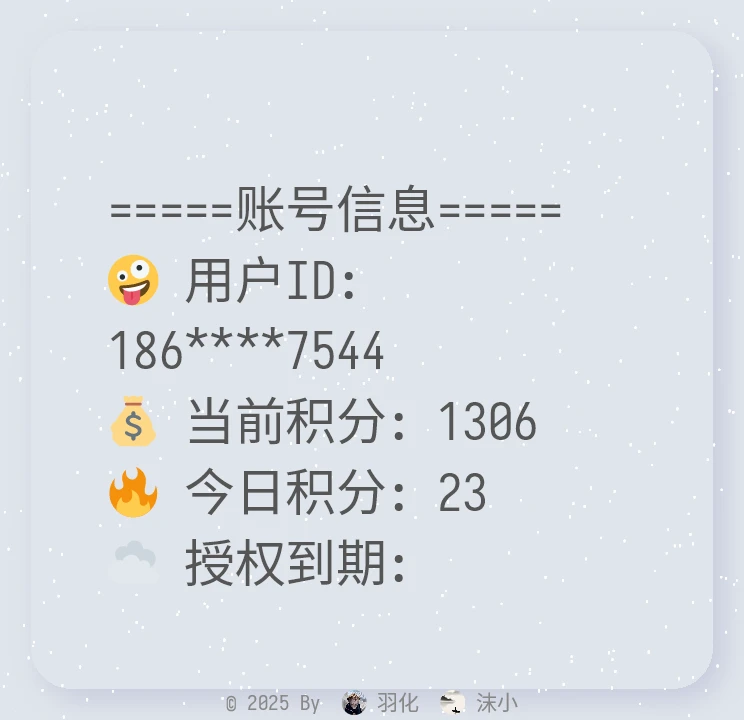 =====账号信息=====
🤪 用户ID:
186****7544
💰 当前积分: 1306
🔥 今日积分: 23
☁️ 授权到期:
© 2025 By 羽化 沫小